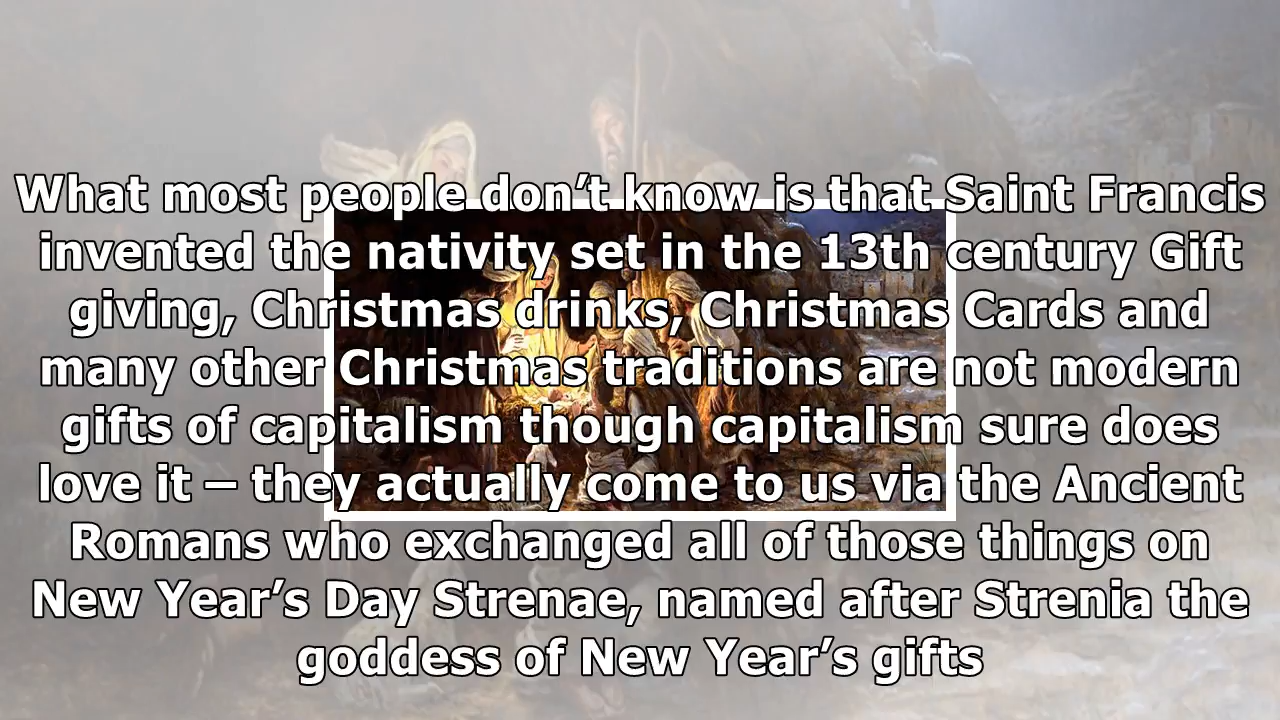 What most people don’t know is that Saint Francis
invented the nativity set in the 13th century Gift
giving, Christmas drinks, Christmas Cards and
many other Christmas traditions are not modern
gifts of capitalism though capitalism sure does
love it – they actually come to us via the Ancient
Romans who exchanged all of those things on
New Year’s Day Strenae, named after Strenia the
goddess of New Year’s gifts